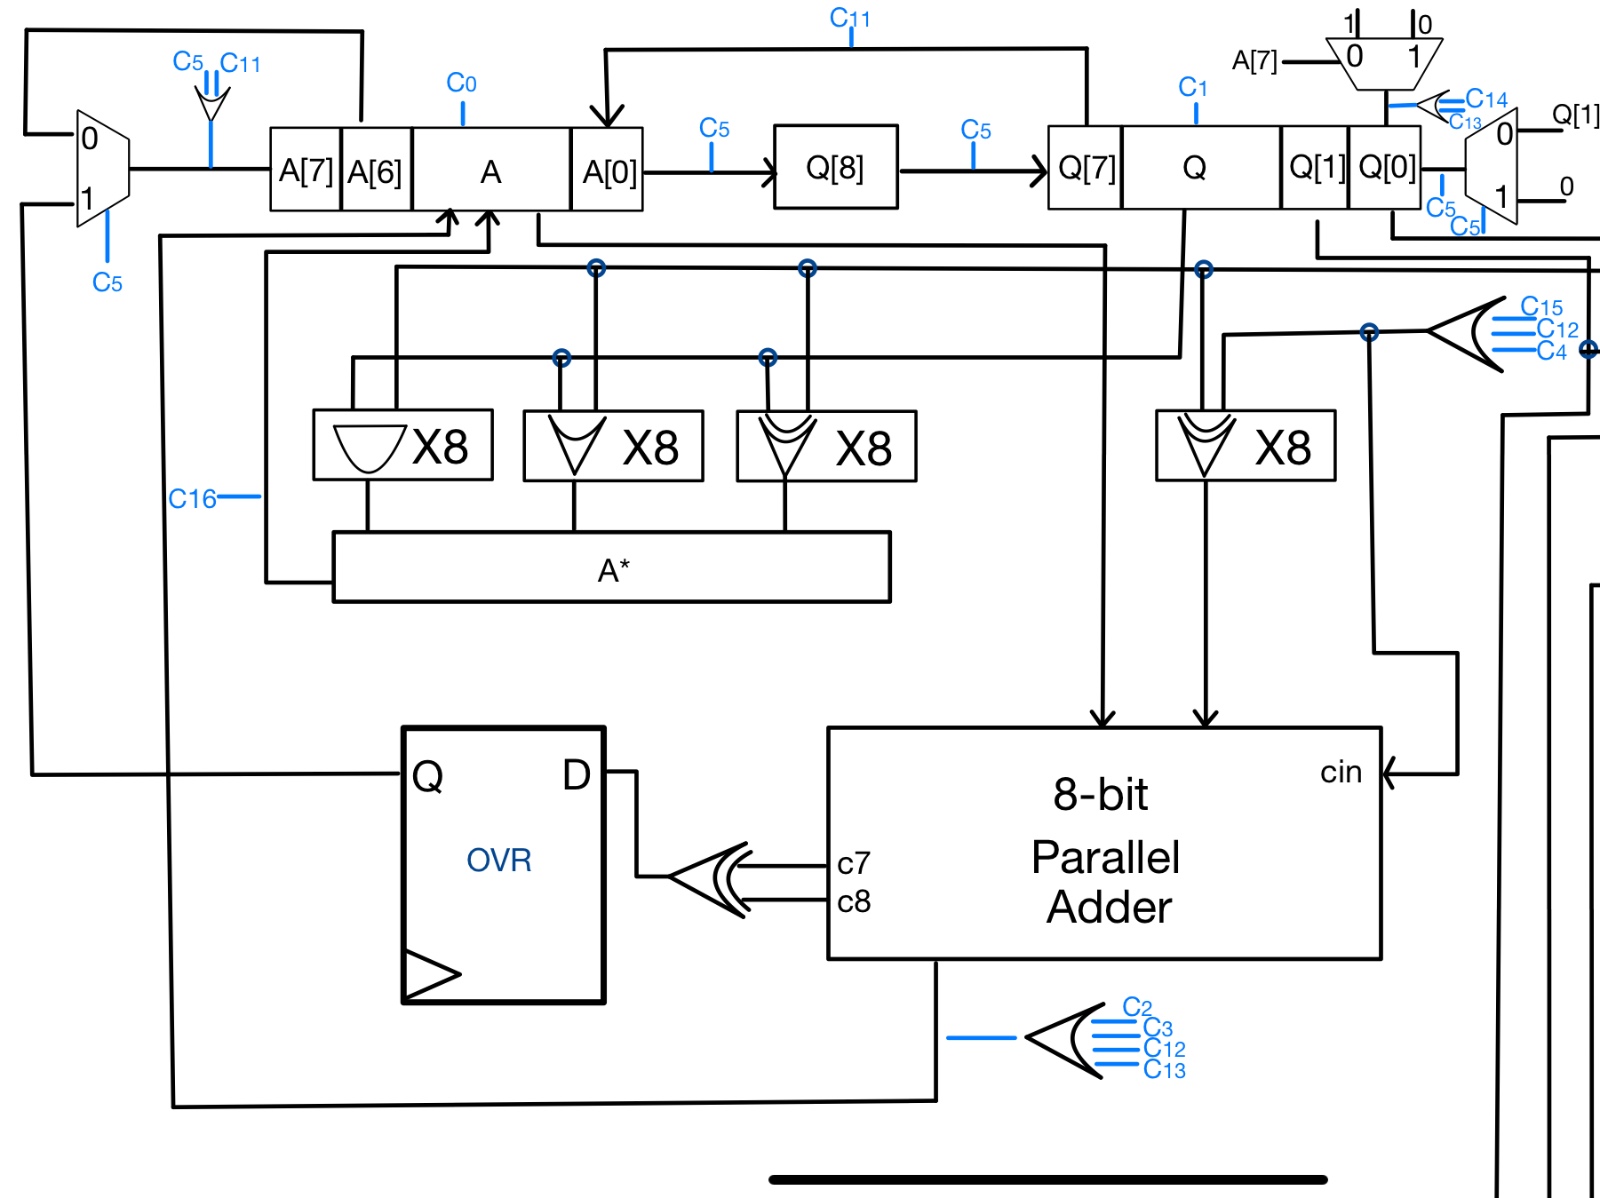 C11
1
0
A[7]
0
1
C5
C11
C0
C1
C14
C13
Q[1]
0
0
1
A[7]
A[6]
A
A[0]
C5
Q[8]
C5
Q[7]
Q
Q[1]
Q[0]
0
1
C5
C5
C5
C15
C12
C4
X8
X8
X8
X8
C16
A*
Q
D
OVR
c7
c8
cin
8-bit
Parallel
Adder
C2
C3
C12
C13